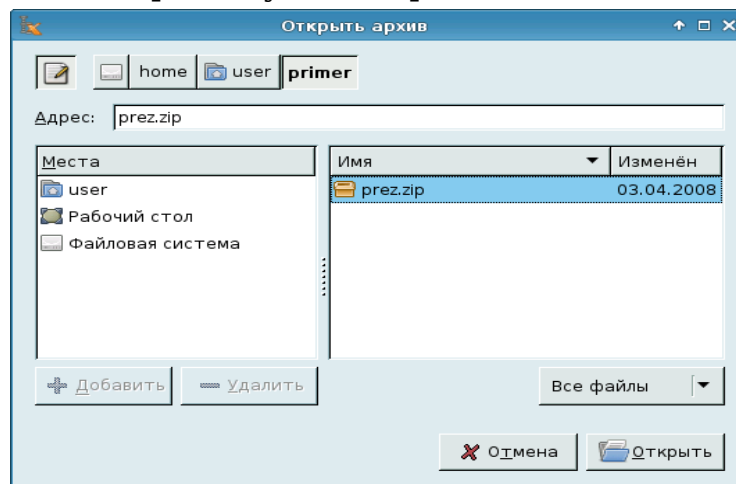 Открыть архив
home user primer
Адрес: prez.zip
Места
user
Рабочий стол
Файловая система
Имя Изменён
prez.zip 03.04.2008
Добавить Удалить
Все файлы
Отмена Открыть